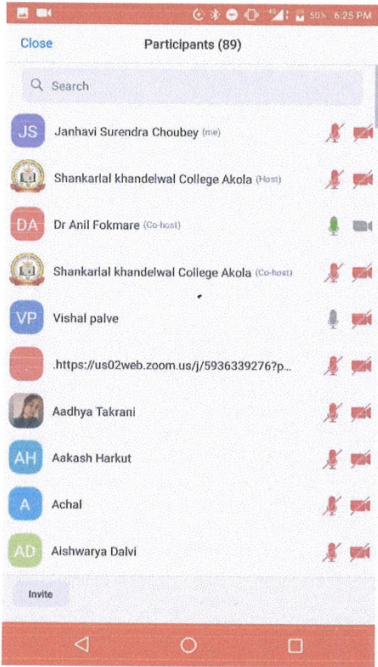 4G 50% 6:25 PM
Close Participants (89)
Search
JS Janhavi Surendra Choubey (me)
Shankarlal khandelwal College Akola (Host)
DA Dr Anil Fokmare (Co-host)
Shankarlal khandelwal College Akola (Co-host)
VP Vishal palve
.https://us02web.zoom.us/j/5936339276?p...
Aadhya Takrani
AH Aakash Harkut
A Achal
AD Aishwarya Dalvi
Invite